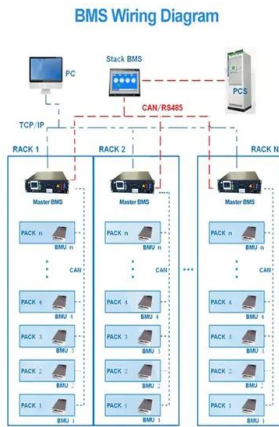 BMS Wiring Diagram
PC
Stack BMS
PCS
CAN/RS485
TCP/IP
RACK 1
RACK 2
RACK N
Master BMS
Master BMS
Master BMS
PACK n
BMU n
PACK n
BMU n
PACK n
BMU n
CAN
CAN
CAN
PACK 4
BMU 4
PACK 4
BMU 4
PACK 4
BMU 4
PACK 3
BMU 3
PACK 3
BMU 3
PACK 3
BMU 3
PACK 2
BMU 2
PACK 2
BMU 2
PACK 2
BMU 2
PACK 1
BMU 1
PACK 1
BMU 1
PACK 1
BMU 1